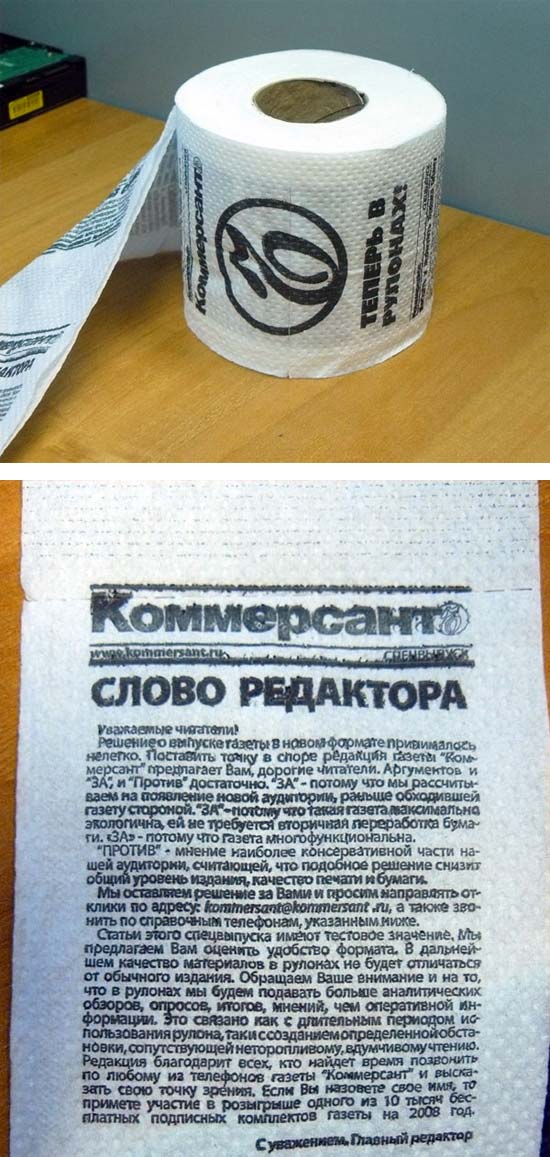 Коммерсантъ
ТЕПЕРЬ В
РУЛОНАХ!
Коммерсантъ
www.kommersant.ru СПЕЦВЫПУСК
СЛОВО РЕДАКТОРА
Уважаемые читатели!
Решение о выпуске газеты в новом формате принималось
нелегко. Поставить точку в споре редакция газеты "Ком-
мерсант" предлагает Вам, дорогие читатели. Аргументов и
"ЗА", и "Против" достаточно. "ЗА" - потому что мы рассчиты-
ваем на появление новой аудитории, раньше обходившей
газету стороной. "ЗА" - потому что такая газета максимально
экологична, ей не требуется вторичная переработка бума-
ги. «ЗА» - потому что газета многофункциональна.
"ПРОТИВ" - мнение наиболее консервативной части на-
шей аудитории, считающей, что подобное решение снизит
общий уровень издания, качество печати и бумаги.
Мы оставляем решение за Вами и просим направлять от-
клики по адресу: kommersant@kommersant.ru, а также зво-
нить по справочным телефонам, указанным ниже.
Статьи этого спецвыпуска имеют тестовое значение. Мы
предлагаем Вам оценить удобство формата. В дальней-
шем качество материалов в рулонах не будет отличаться
от обычного издания. Обращаем Ваше внимание и на то,
что в рулонах мы будем подавать больше аналитических
обзоров, опросов, итогов, мнений, чем оперативной ин-
формации. Это связано как с длительным периодом ис-
пользования рулона, так и с созданием определенной обста-
новки, сопутствующей неторопливому, вдумчивому чтению.
Редакция благодарит всех, кто найдет время позвонить
по любому из телефонов газеты "Коммерсант" и выска-
зать свою точку зрения. Если Вы назовете свое имя, то
примете участие в розыгрыше одного из 10 тысяч бес-
платных подписных комплектов газеты на 2008 год.
С уважением, Главный редактор